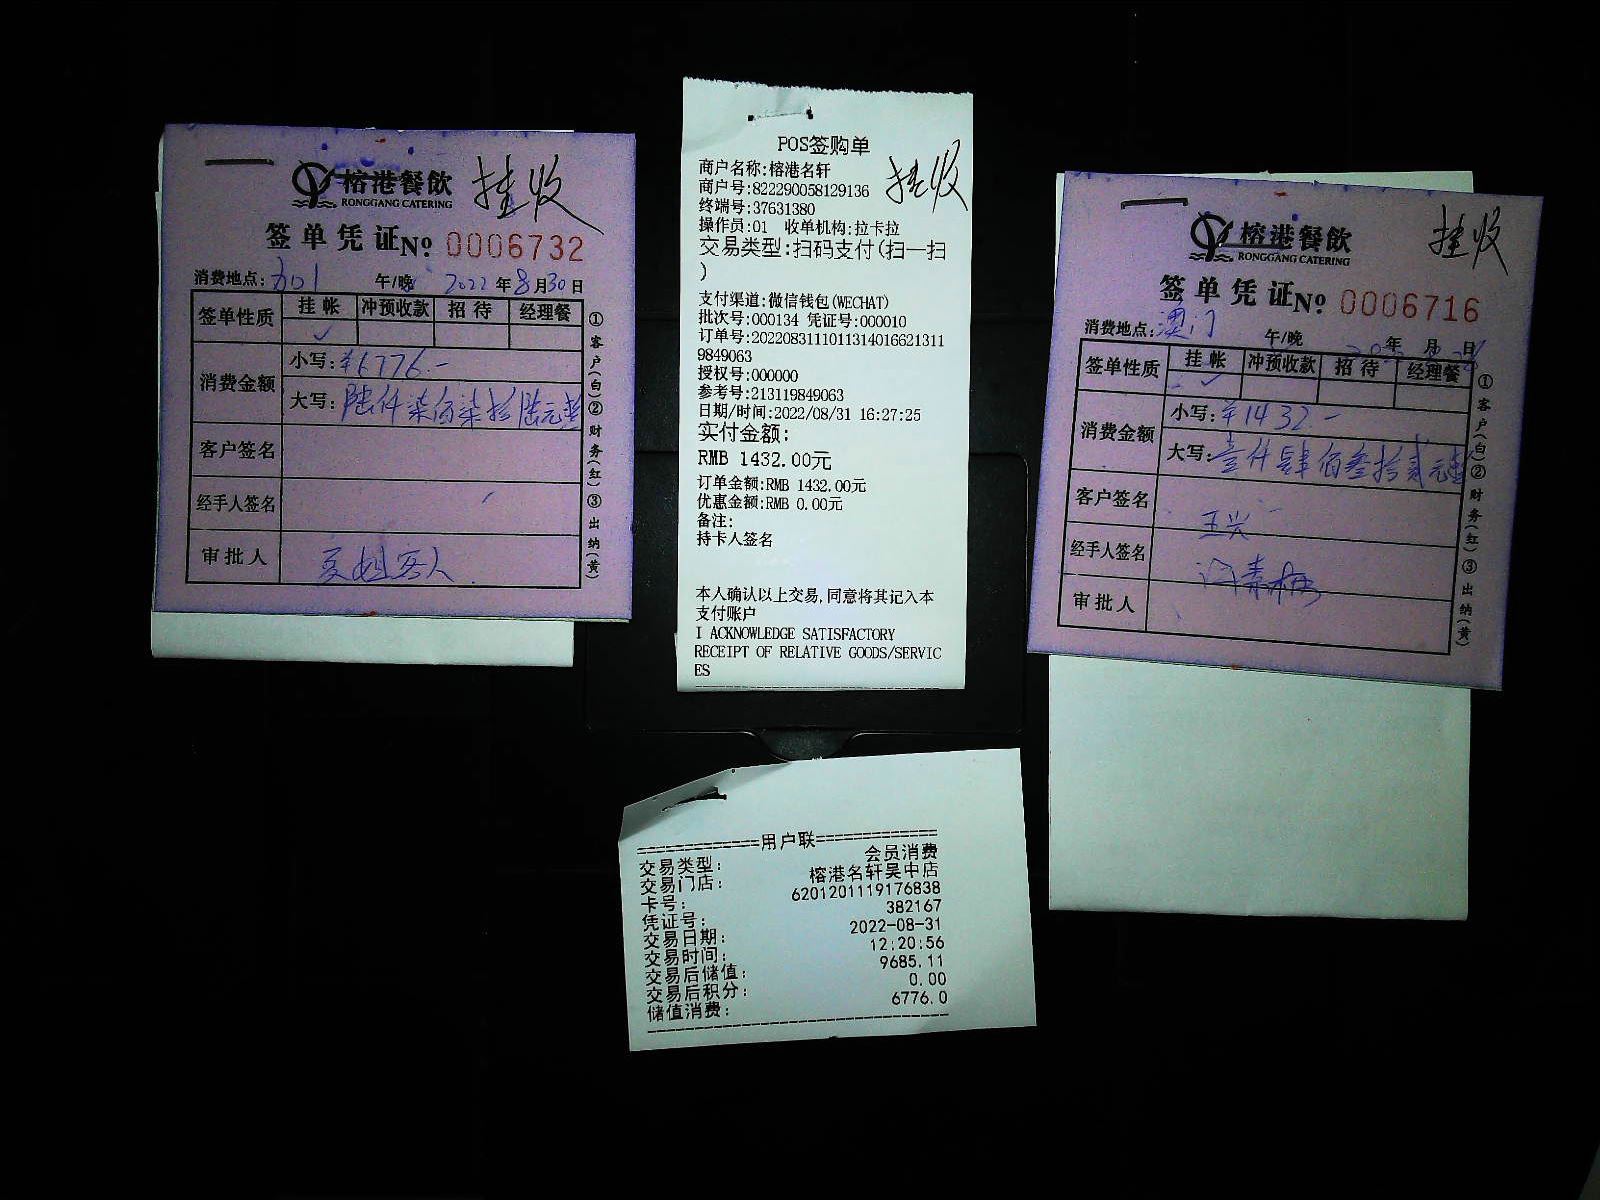 榕港餐飲
RONGGANG CATERING
挂收
签单凭证No 0006732
消费地点: 午/晚 2022年8月30日
签单性质 挂帐 冲预收款 招待 经理餐
✓
消费金额
小写:¥6776.-
大写:陆仟柒佰柒拾陆元整
客户签名
经手人签名
审批人
客人
①客户(白)②财务(红)③出纳(黄)
POS签购单
挂收
商户名称:榕港名轩
商户号:822290058129136
终端号:37631380
操作员:01 收单机构:拉卡拉
交易类型:扫码支付(扫一扫
)
支付渠道:微信钱包(WECHAT)
批次号:000134 凭证号:000010
订单号:20220831110113140166213​11
9849063
授权号:000000
参考号:213119849063
日期/时间:2022/08/31 16:27:25
实付金额:
RMB 1432.00元
订单金额:RMB 1432.00元
优惠金额:RMB 0.00元
备注:
持卡人签名
本人确认以上交易,同意将其记入本
支付账户
I ACKNOWLEDGE SATISFACTORY
RECEIPT OF RELATIVE GOODS/SERVIC
ES
榕港餐飲
RONGGANG CATERING
挂收
签单凭证No 0006716
消费地点:澳门 午/晚 年 月 日
签单性质 挂帐 冲预收款 招待 经理餐
✓
消费金额
小写:¥1432.-
大写:壹仟肆佰叁拾贰元整
客户签名
王兴
经手人签名
审批人
①客户(白)②财务(红)③出纳(黄)
============用户联============
交易类型: 会员消费
交易门店: 榕港名轩吴中店
卡号: 6201201119176838
凭证号: 382167
交易日期: 2022-08-31
交易时间: 12:20:56
交易后储值: 9685.11
交易后积分: 0.00
储值消费: 6776.0